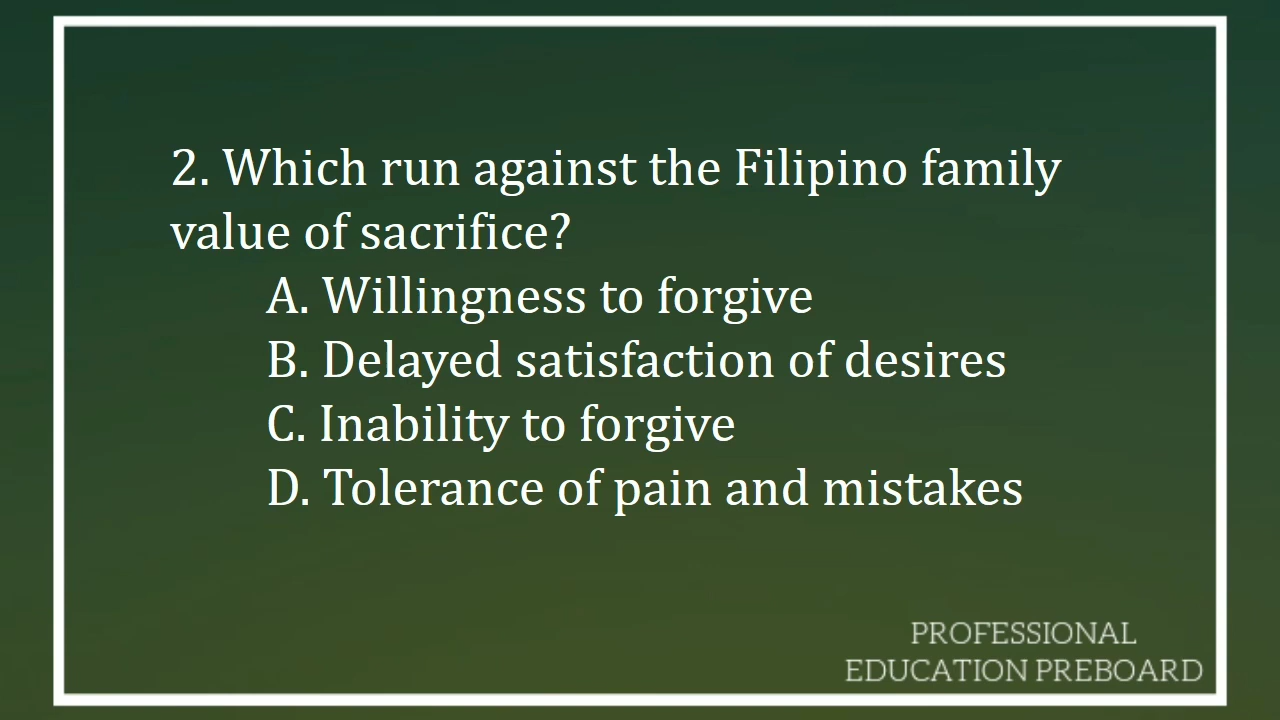 2. Which run against the Filipino family
value of sacrifice?
A. Willingness to forgive
B. Delayed satisfaction of desires
C. Inability to forgive
D. Tolerance of pain and mistakes
PROFESSIONAL
EDUCATION PREBOARD